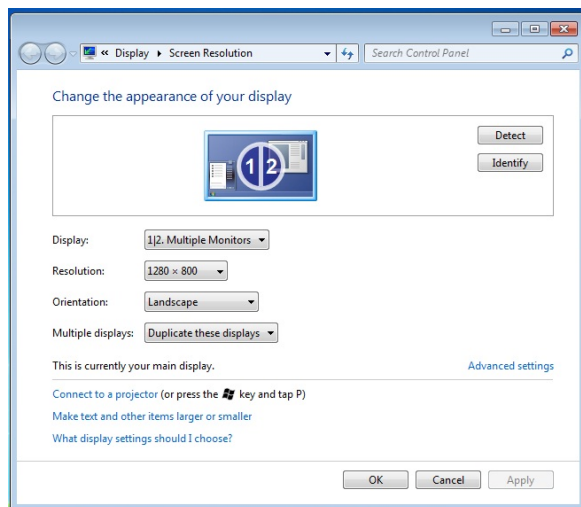 « Display ▸ Screen Resolution
Search Control Panel
Change the appearance of your display
1|2
Detect
Identify
Display: 1|2. Multiple Monitors
Resolution: 1280 × 800
Orientation: Landscape
Multiple displays: Duplicate these displays
This is currently your main display. Advanced settings
Connect to a projector (or press the key and tap P)
Make text and other items larger or smaller
What display settings should I choose?
OK Cancel Apply